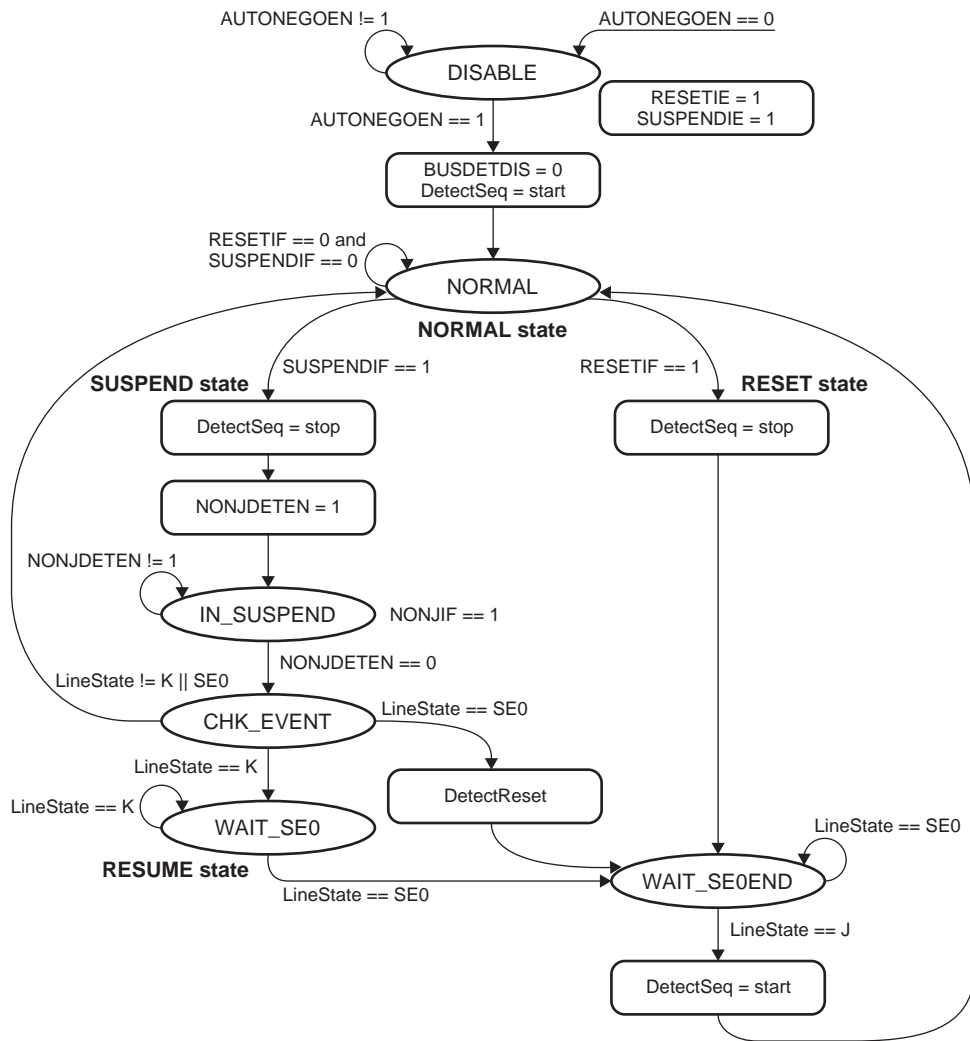 AUTONEGOEN != 1
AUTONEGOEN == 0
DISABLE
RESETIE = 1
SUSPENDIE = 1
AUTONEGOEN == 1
BUSDETDIS = 0
DetectSeq = start
RESETIF == 0 and
SUSPENDIF == 0
NORMAL
NORMAL state
SUSPENDIF == 1
RESETIF == 1
SUSPEND state
RESET state
DetectSeq = stop
DetectSeq = stop
NONJDETEN = 1
NONJDETEN != 1
IN_SUSPEND
NONJIF == 1
NONJDETEN == 0
LineState != K || SE0
LineState == SE0
CHK_EVENT
LineState == K
DetectReset
LineState == K
WAIT_SE0
LineState == SE0
RESUME state
LineState == SE0
WAIT_SE0END
LineState == J
DetectSeq = start